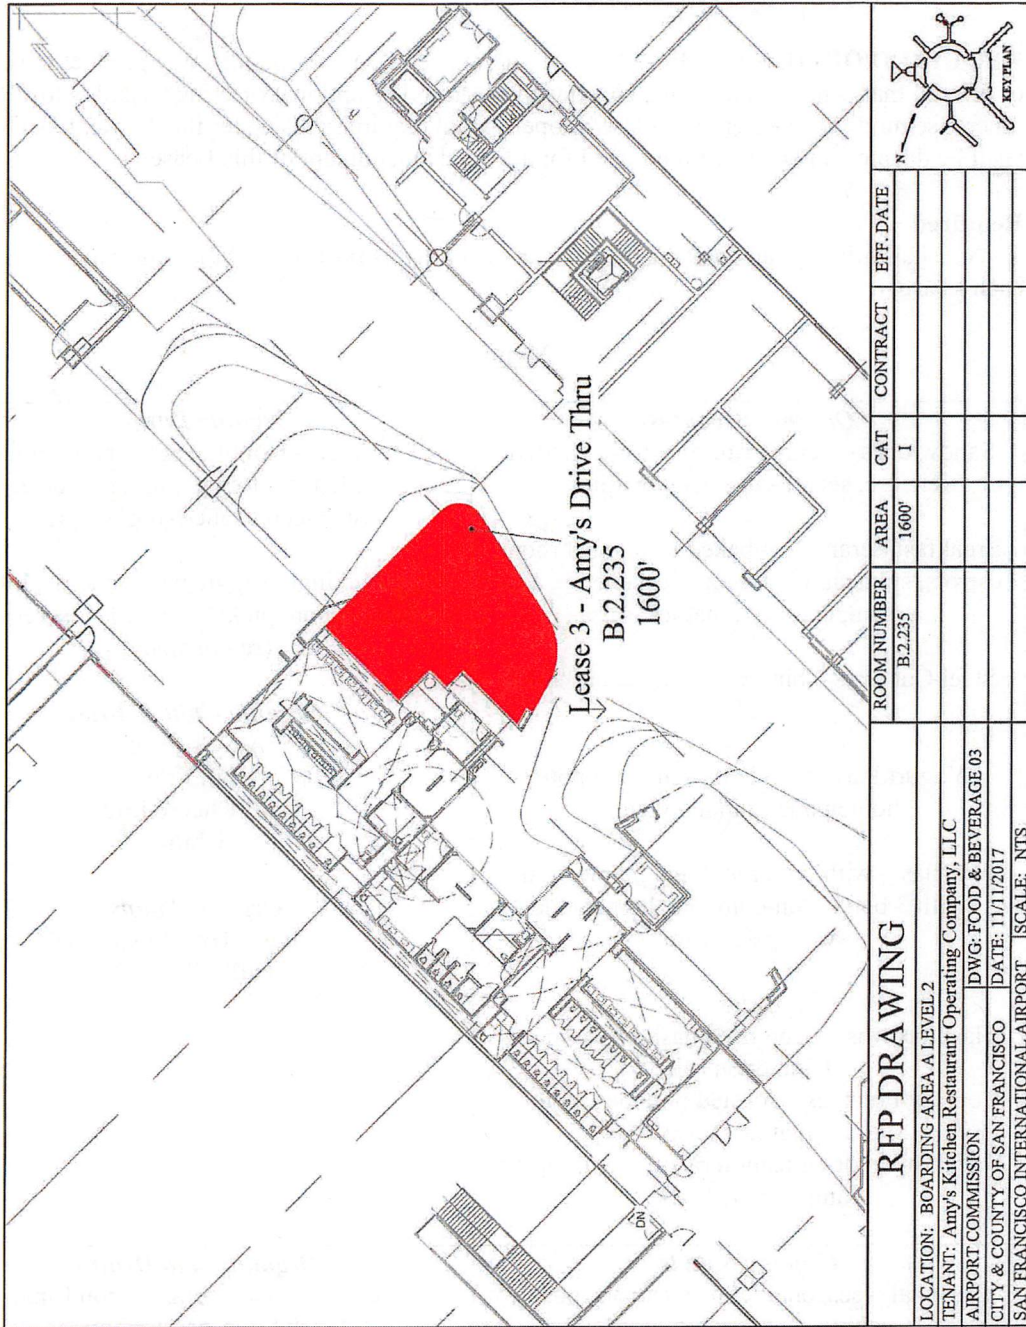 Lease 3 - Amy's Drive Thru
B.2.235
1600'
DN
RFP DRAWING
LOCATION: BOARDING AREA A LEVEL 2
TENANT: Amy's Kitchen Restaurant Operating Company, LLC
AIRPORT COMMISSION
DWG: FOOD & BEVERAGE 03
CITY & COUNTY OF SAN FRANCISCO
DATE: 11/11/2017
SAN FRANCISCO INTERNATIONAL AIRPORT
SCALE: NTS
ROOM NUMBER AREA CAT CONTRACT EFF. DATE
B.2.235 1600' I
N
KEY PLAN